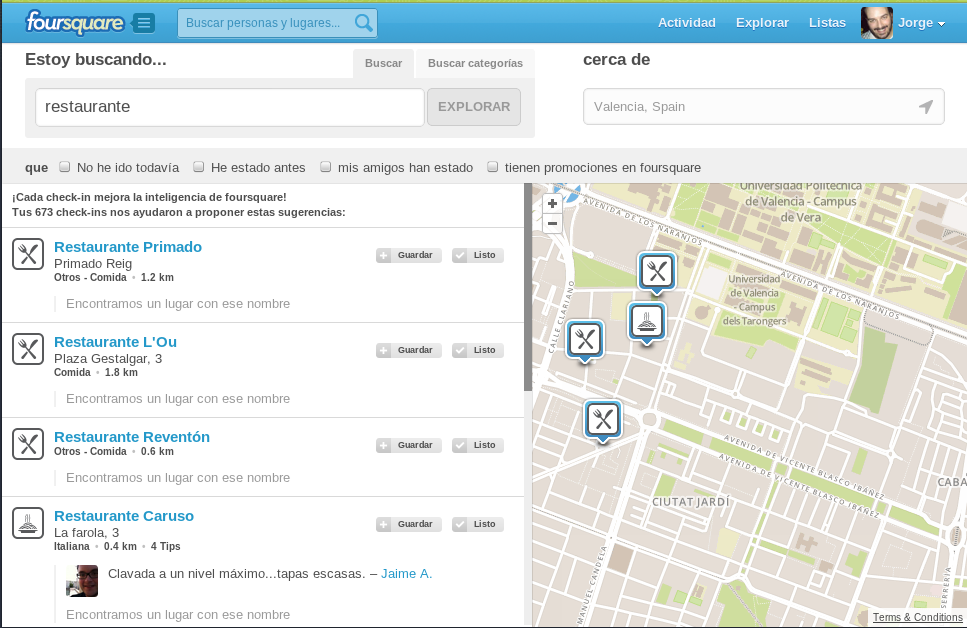 foursquare
Buscar personas y lugares...
Actividad
Explorar
Listas
Jorge
Estoy buscando...
Buscar
Buscar categorías
cerca de
restaurante
EXPLORAR
Valencia, Spain
que
No he ido todavía
He estado antes
mis amigos han estado
tienen promociones en foursquare
¡Cada check-in mejora la inteligencia de foursquare!
Tus 673 check-ins nos ayudaron a proponer estas sugerencias:
Restaurante Primado
Guardar
Listo
Primado Reig
Otros - Comida • 1.2 km
Encontramos un lugar con ese nombre
Restaurante L'Ou
Guardar
Listo
Plaza Gestalgar, 3
Comida • 1.8 km
Encontramos un lugar con ese nombre
Restaurante Reventón
Guardar
Listo
Otros - Comida • 0.6 km
Encontramos un lugar con ese nombre
Restaurante Caruso
Guardar
Listo
La farola, 3
Italiana • 0.4 km • 4 Tips
Clavada a un nivel máximo...tapas escasas. – Jaime A.
Encontramos un lugar con ese nombre
+
−
Universidad Politécnica
de Valencia - Campus
de Vera
AVENIDA DE LOS NARANJOS
AVENIDA DE LOS NARANJOS
Universidad
de Valencia
- Campus
dels Tarongers
CALLE CLARIANO
AVENIDA DE VICENTE BLASCO IBÁÑEZ
AVENIDA DE VICENTE BLASCO IBÁÑEZ
CIUTAT JARDÍ
CABA
MANUEL CANDELA
SERRERÍA
Terms & Conditions